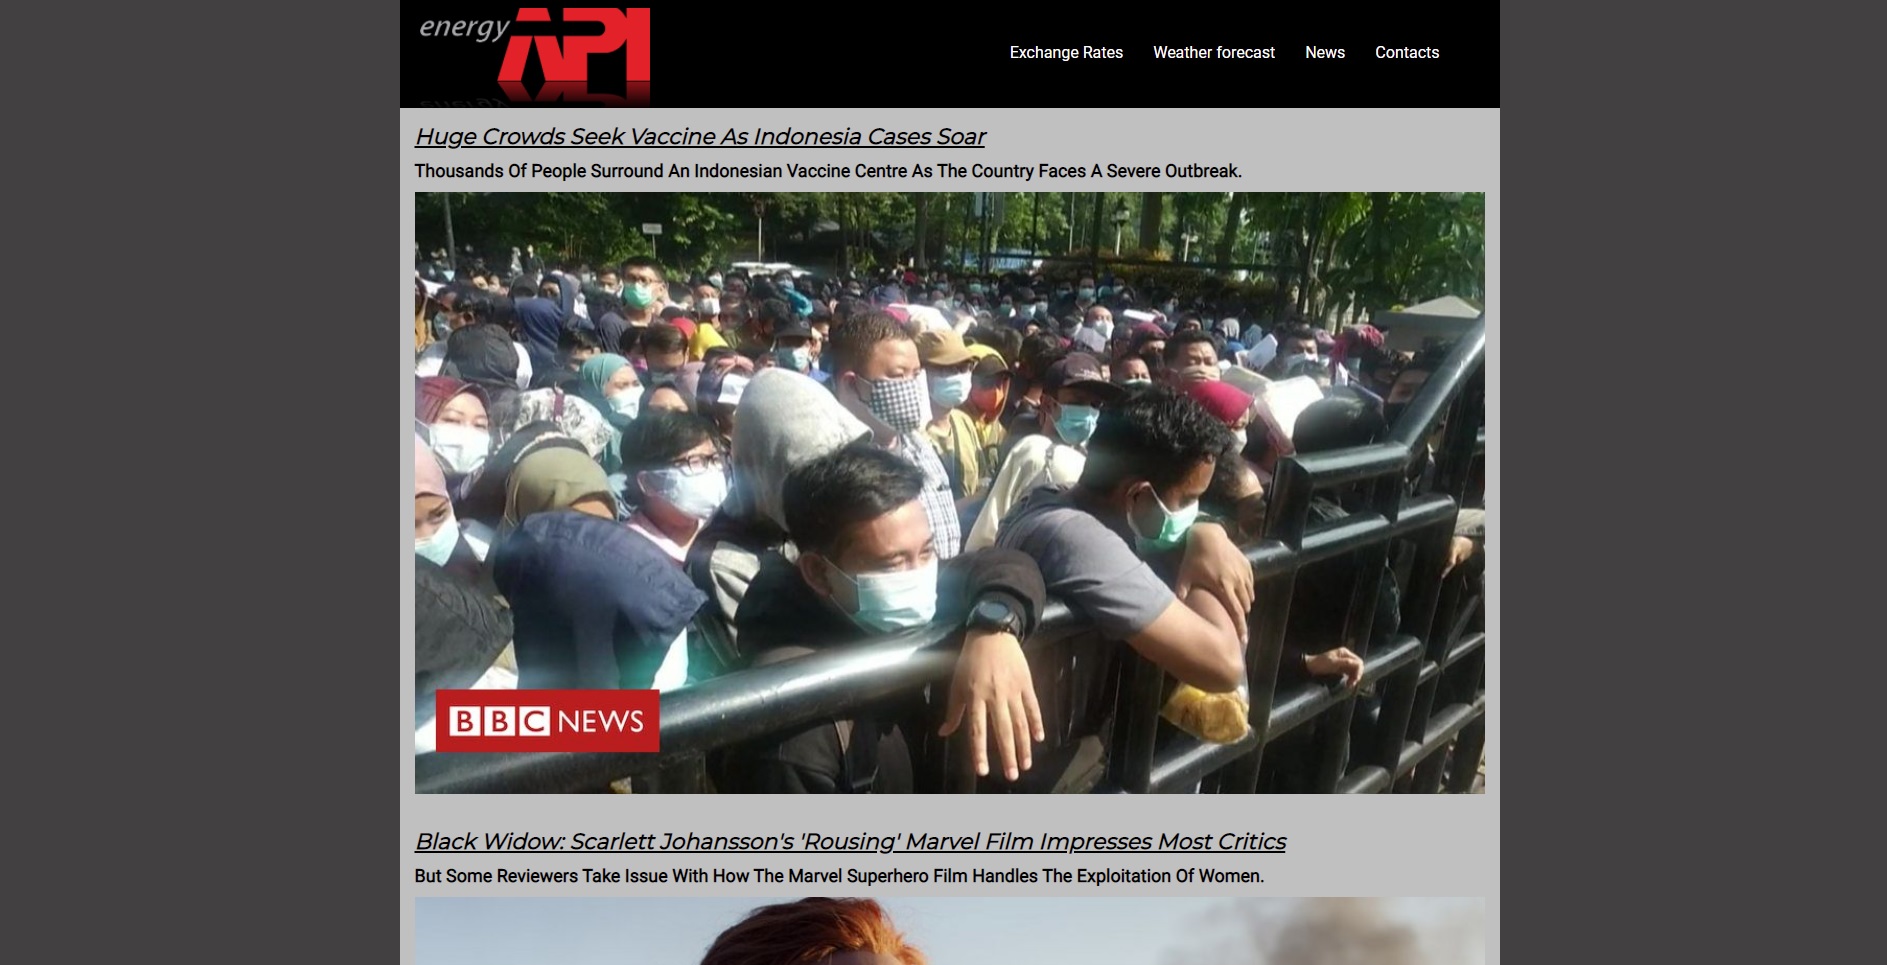 energy API
Exchange Rates Weather forecast News Contacts
Huge Crowds Seek Vaccine As Indonesia Cases Soar
Thousands Of People Surround An Indonesian Vaccine Centre As The Country Faces A Severe Outbreak.
BBC NEWS
Black Widow: Scarlett Johansson's 'Rousing' Marvel Film Impresses Most Critics
But Some Reviewers Take Issue With How The Marvel Superhero Film Handles The Exploitation Of Women.